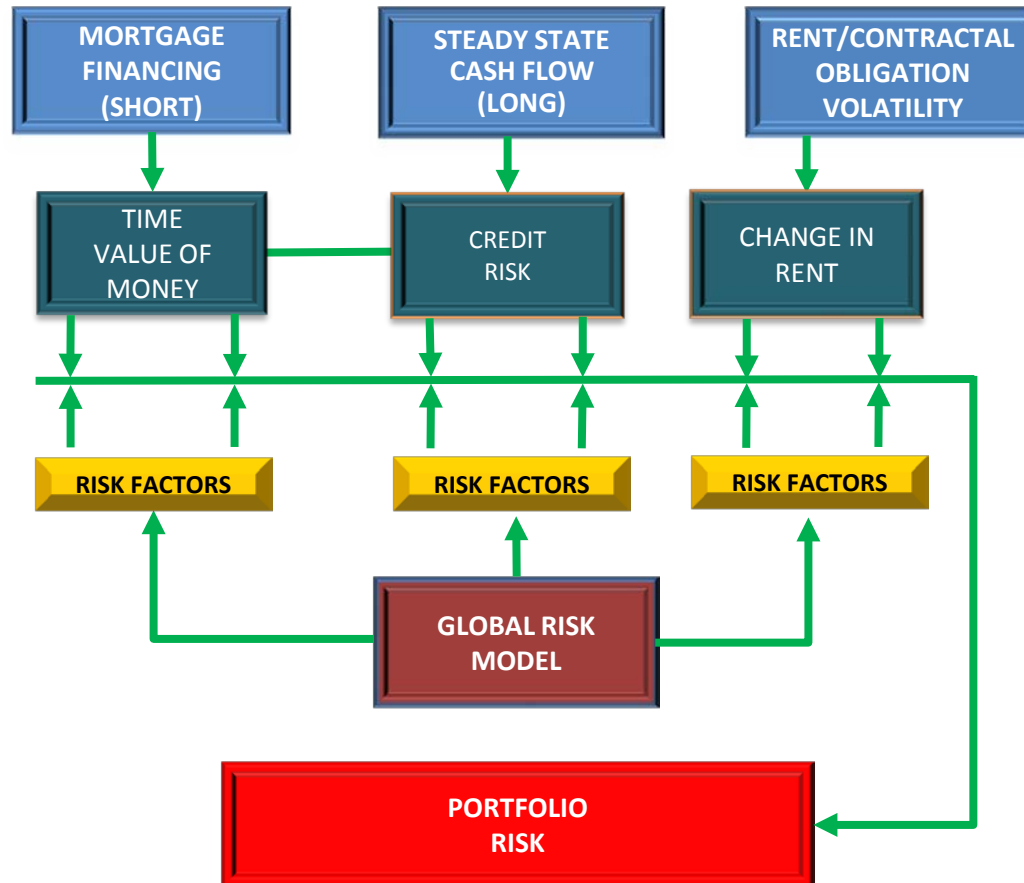 MORTGAGE
FINANCING
(SHORT)
STEADY STATE
CASH FLOW
(LONG)
RENT/CONTRACTAL
OBLIGATION
VOLATILITY
TIME
VALUE OF
MONEY
CREDIT
RISK
CHANGE IN
RENT
RISK FACTORS
RISK FACTORS
RISK FACTORS
GLOBAL RISK
MODEL
PORTFOLIO
RISK